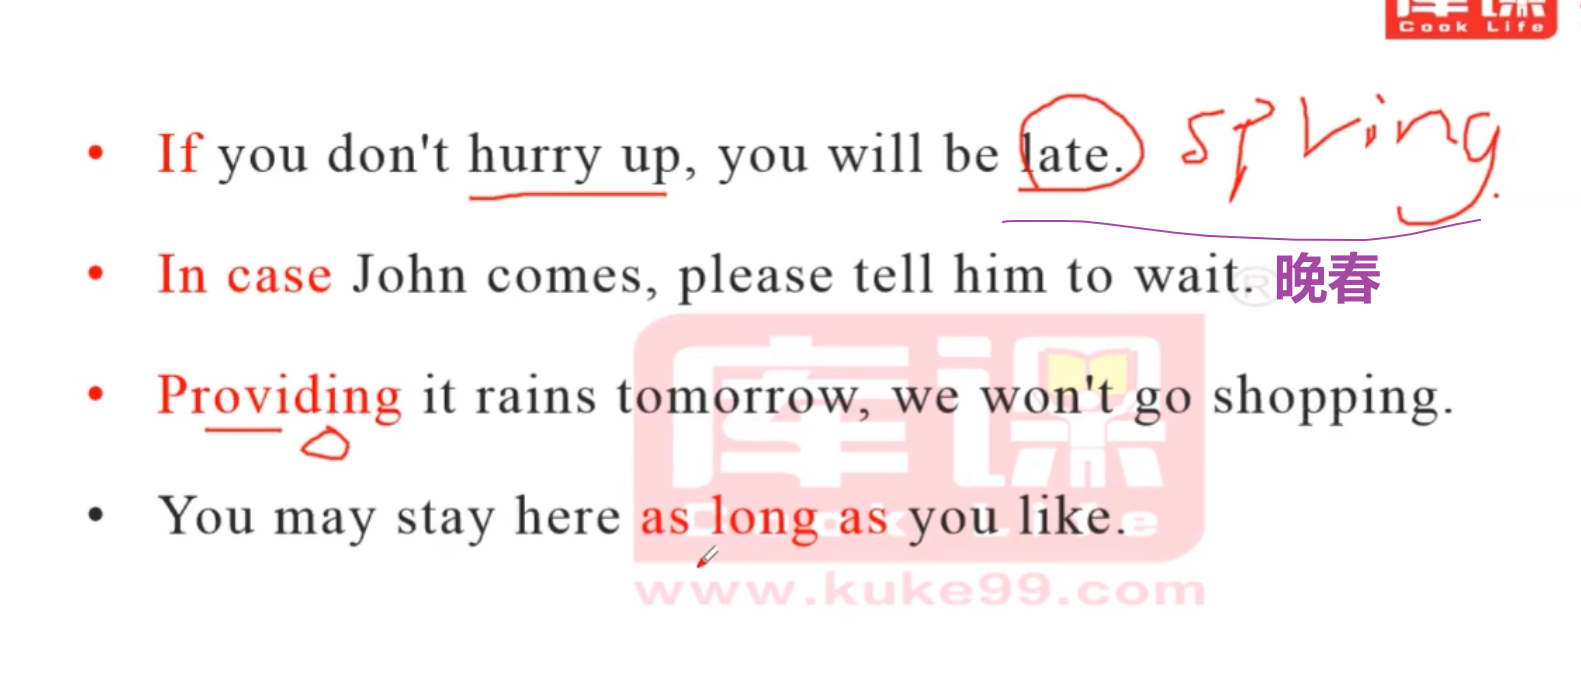 库课
Cook Life
• If you don't hurry up, you will be late. spring.
• In case John comes, please tell him to wait. ® 晚春
• Providing it rains tomorrow, we won't go shopping.
• You may stay here as long as you like.
库课
Cook Life
www.kuke99.com